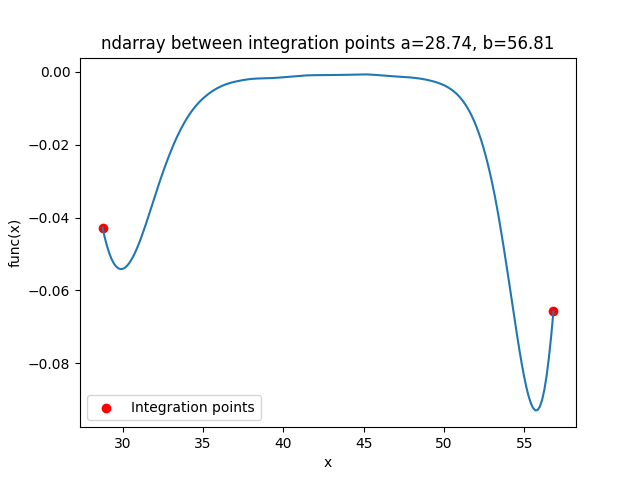 ndarray between integration points a=28.74, b=56.81
0.00
−0.02
−0.04
−0.06
−0.08
func(x)
Integration points
30 35 40 45 50 55
x